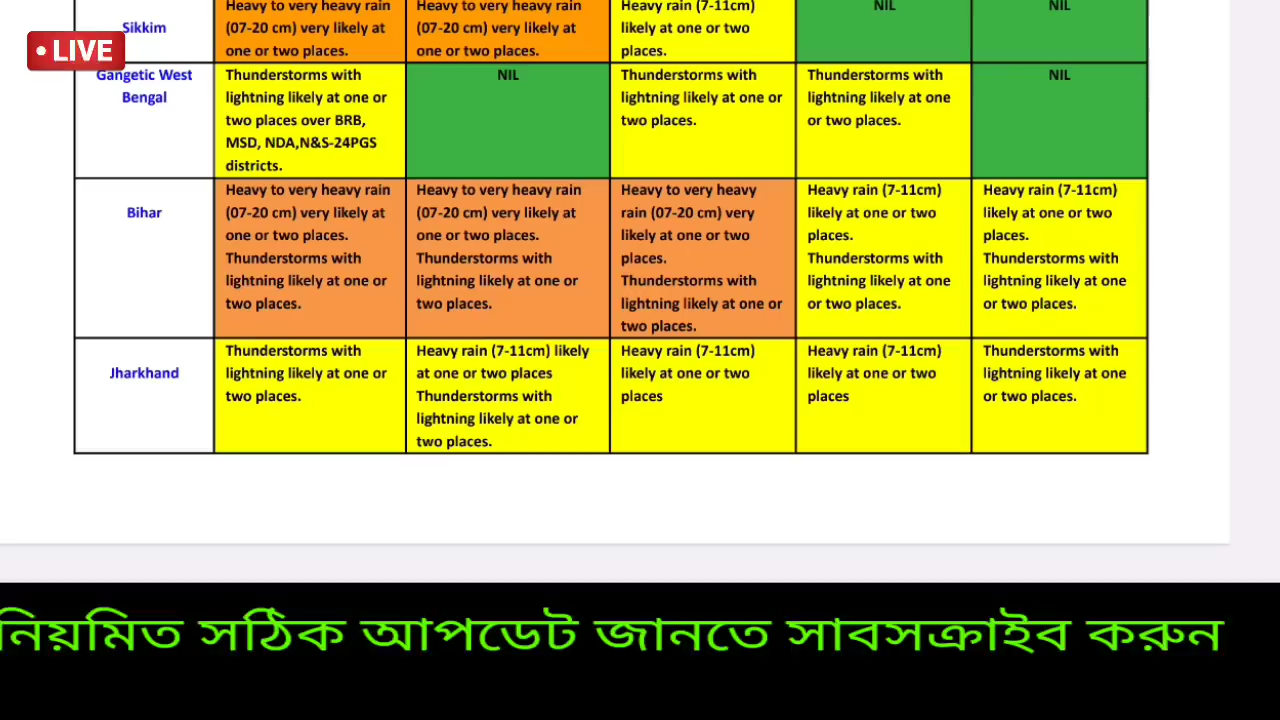 LIVE
Sikkim
Heavy to very heavy rain
(07-20 cm) very likely at
one or two places.
Heavy to very heavy rain
(07-20 cm) very likely at
one or two places.
Heavy rain (7-11cm)
likely at one or two
places.
NIL
NIL
Gangetic West
Bengal
Thunderstorms with
lightning likely at one or
two places over BRB,
MSD, NDA,N&S-24PGS
districts.
NIL
Thunderstorms with
lightning likely at one or
two places.
Thunderstorms with
lightning likely at one
or two places.
NIL
Bihar
Heavy to very heavy rain
(07-20 cm) very likely at
one or two places.
Thunderstorms with
lightning likely at one or
two places.
Heavy to very heavy rain
(07-20 cm) very likely at
one or two places.
Thunderstorms with
lightning likely at one or
two places.
Heavy to very heavy
rain (07-20 cm) very
likely at one or two
places.
Thunderstorms with
lightning likely at one or
two places.
Heavy rain (7-11cm)
likely at one or two
places.
Thunderstorms with
lightning likely at one
or two places.
Heavy rain (7-11cm)
likely at one or two
places.
Thunderstorms with
lightning likely at one
or two places.
Jharkhand
Thunderstorms with
lightning likely at one or
two places.
Heavy rain (7-11cm) likely
at one or two places
Thunderstorms with
lightning likely at one or
two places.
Heavy rain (7-11cm)
likely at one or two
places
Heavy rain (7-11cm)
likely at one or two
places
Thunderstorms with
lightning likely at one
or two places.
নিয়মিত সঠিক আপডেট জানতে সাবসক্রাইব করুন